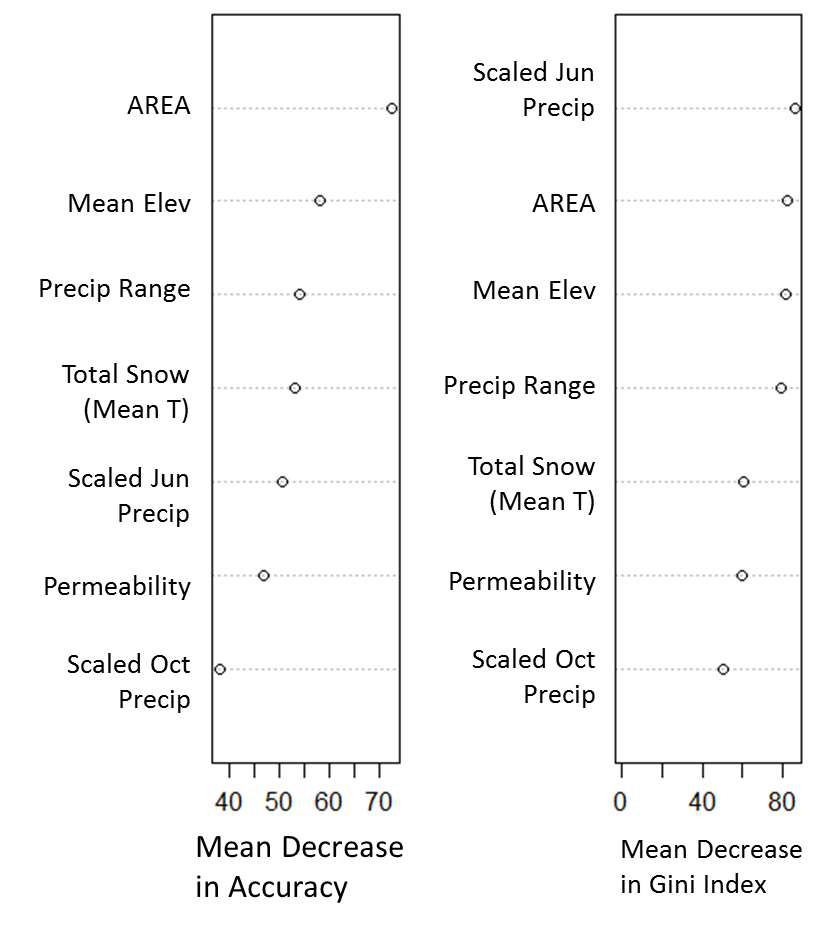 AREA
Mean Elev
Precip Range
Total Snow
(Mean T)
Scaled Jun
Precip
Permeability
Scaled Oct
Precip
40 50 60 70
Mean Decrease
in Accuracy
Scaled Jun
Precip
AREA
Mean Elev
Precip Range
Total Snow
(Mean T)
Permeability
Scaled Oct
Precip
0 40 80
Mean Decrease
in Gini Index